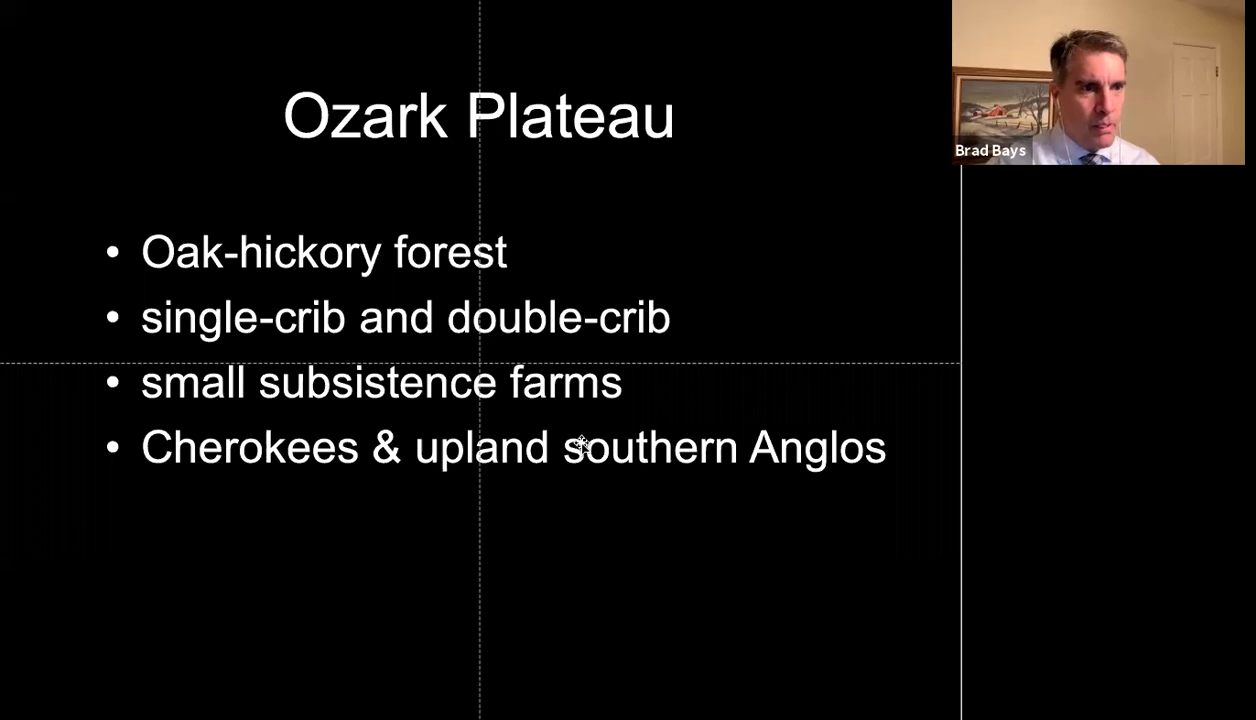 Ozark Plateau
Brad Bays
• Oak-hickory forest
• single-crib and double-crib
• small subsistence farms
• Cherokees & upland southern Anglos